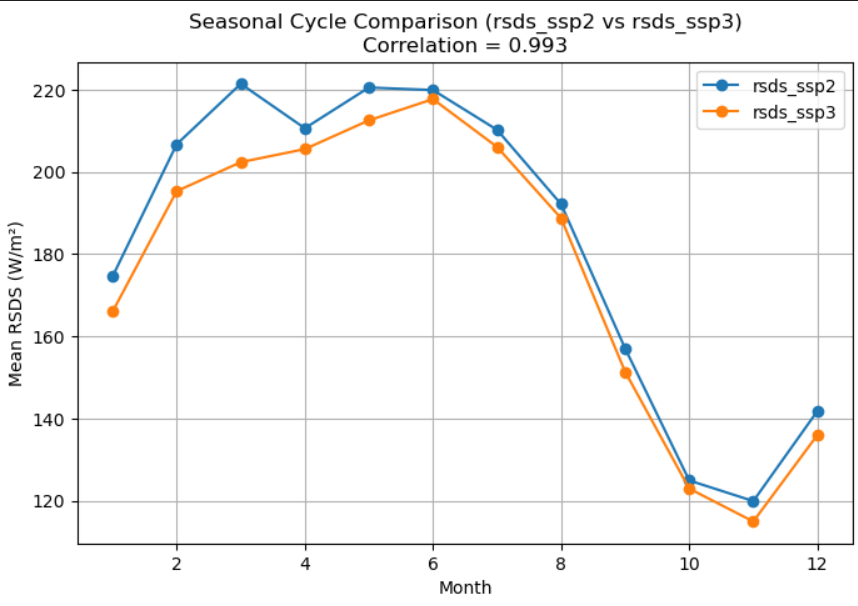 Seasonal Cycle Comparison (rsds_ssp2 vs rsds_ssp3)
Correlation = 0.993
rsds_ssp2
rsds_ssp3
Mean RSDS (W/m²)
220
200
180
160
140
120
2 4 6 8 10 12
Month